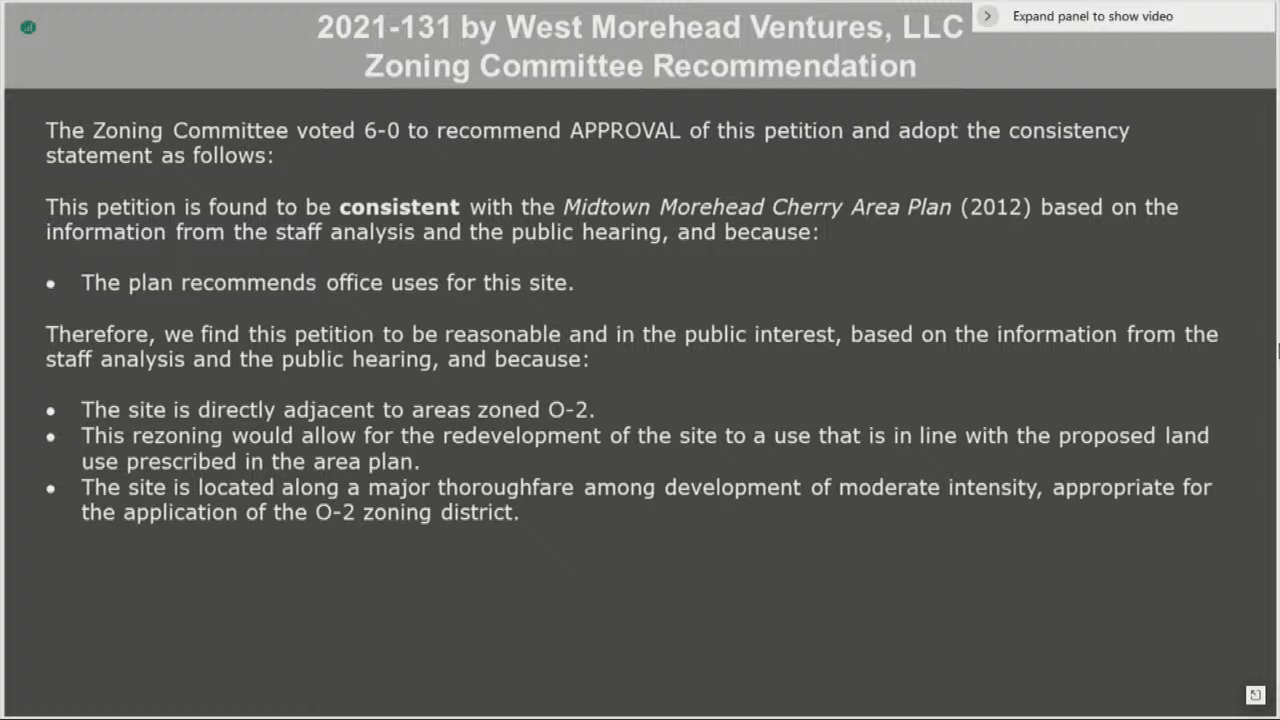 2021-131 by West Morehead Ventures, LLC
Expand panel to show video
Zoning Committee Recommendation
The Zoning Committee voted 6-0 to recommend APPROVAL of this petition and adopt the consistency
statement as follows:
This petition is found to be consistent with the Midtown Morehead Cherry Area Plan (2012) based on the
information from the staff analysis and the public hearing, and because:
• The plan recommends office uses for this site.
Therefore, we find this petition to be reasonable and in the public interest, based on the information from the
staff analysis and the public hearing, and because:
• The site is directly adjacent to areas zoned O-2.
• This rezoning would allow for the redevelopment of the site to a use that is in line with the proposed land
use prescribed in the area plan.
• The site is located along a major thoroughfare among development of moderate intensity, appropriate for
the application of the O-2 zoning district.